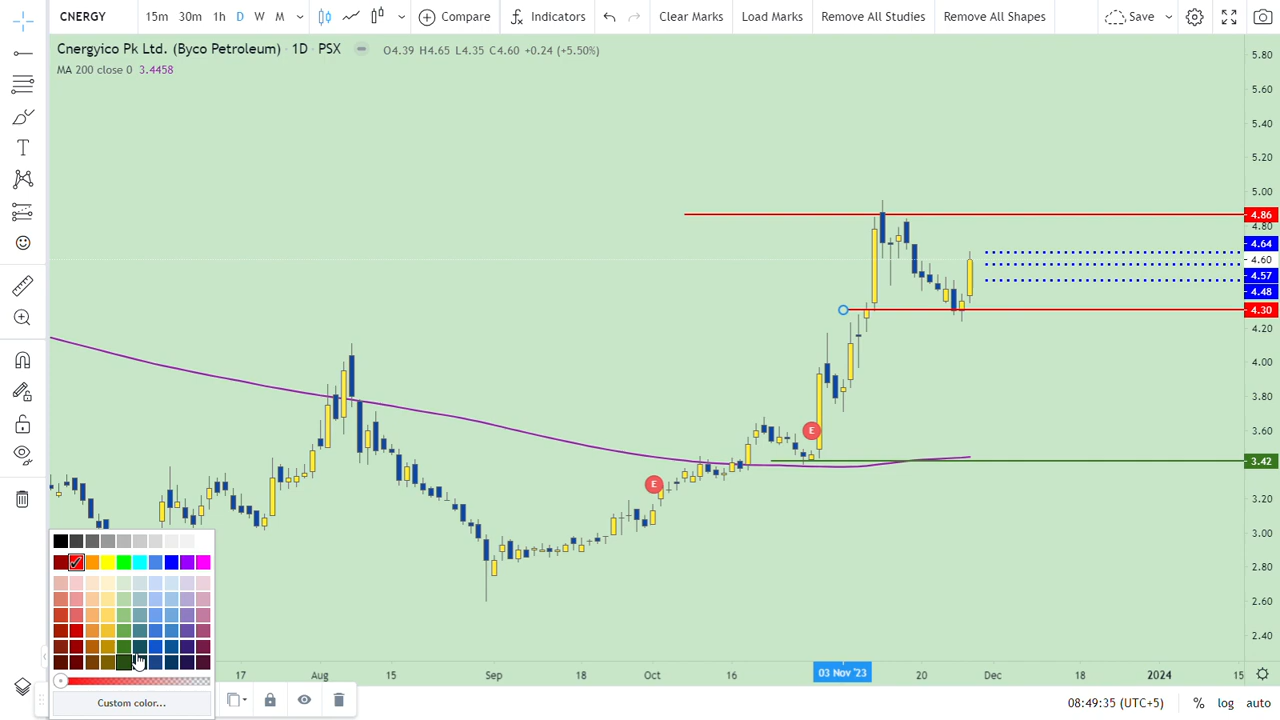 CNERGY 15m 30m 1h D W M Compare Indicators Clear Marks Load Marks Remove All Studies Remove All Shapes Save
Cnergyico Pk Ltd. (Byco Petroleum) · 1D · PSX O4.39 H4.65 L4.35 C4.60 +0.24 (+5.50%)
MA 200 close 0 3.4458
5.80
5.60
5.40
5.20
5.00
4.86
4.80
4.64
4.60
4.57
4.48
4.30
4.20
4.00
3.80
3.60
3.42
3.20
3.00
2.80
2.60
2.40
E
E
17 Aug 15 Sep 18 Oct 16 03 Nov '23 20 Dec 18 2024 15
Custom color...
08:49:35 (UTC+5) % log auto